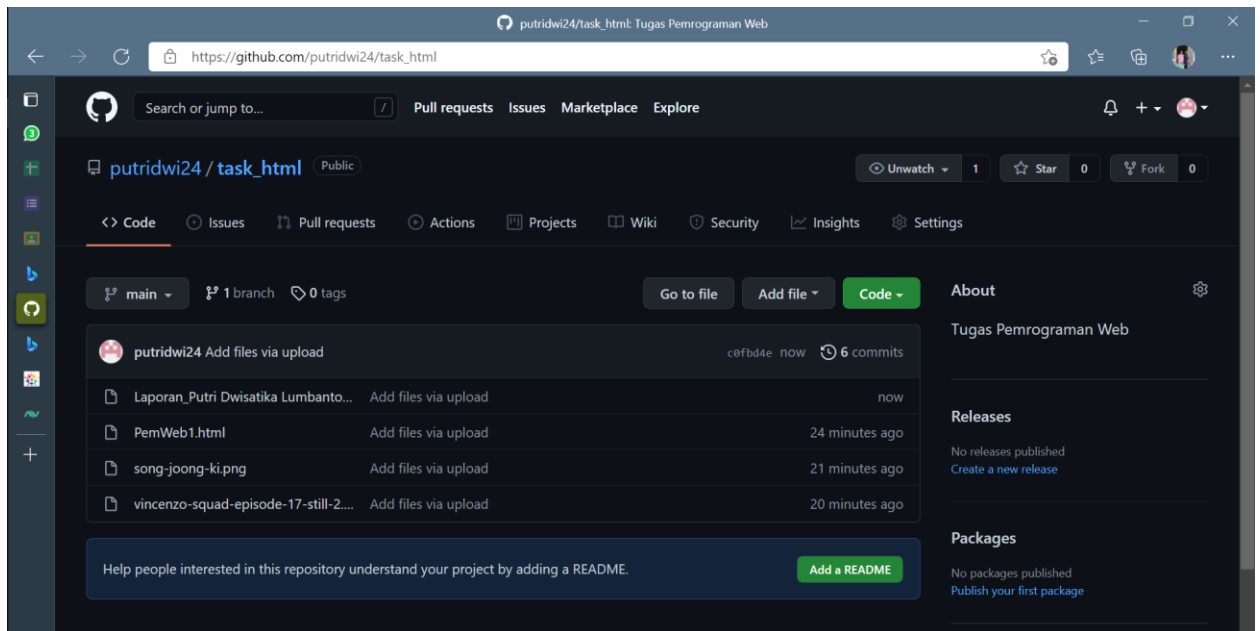 putridwi24/task_html: Tugas Pemrograman Web
https://github.com/putridwi24/task_html
3
Search or jump to... / Pull requests Issues Marketplace Explore
putridwi24 / task_html Public Unwatch 1 Star 0 Fork 0
Code Issues Pull requests Actions Projects Wiki Security Insights Settings
main 1 branch 0 tags Go to file Add file Code
putridwi24 Add files via upload c0fbd4e now 6 commits
Laporan_Putri Dwisatika Lumbanto... Add files via upload now
PemWeb1.html Add files via upload 24 minutes ago
song-joong-ki.png Add files via upload 21 minutes ago
vincenzo-squad-episode-17-still-2.... Add files via upload 20 minutes ago
Help people interested in this repository understand your project by adding a README. Add a README
About
Tugas Pemrograman Web
Releases
No releases published
Create a new release
Packages
No packages published
Publish your first package